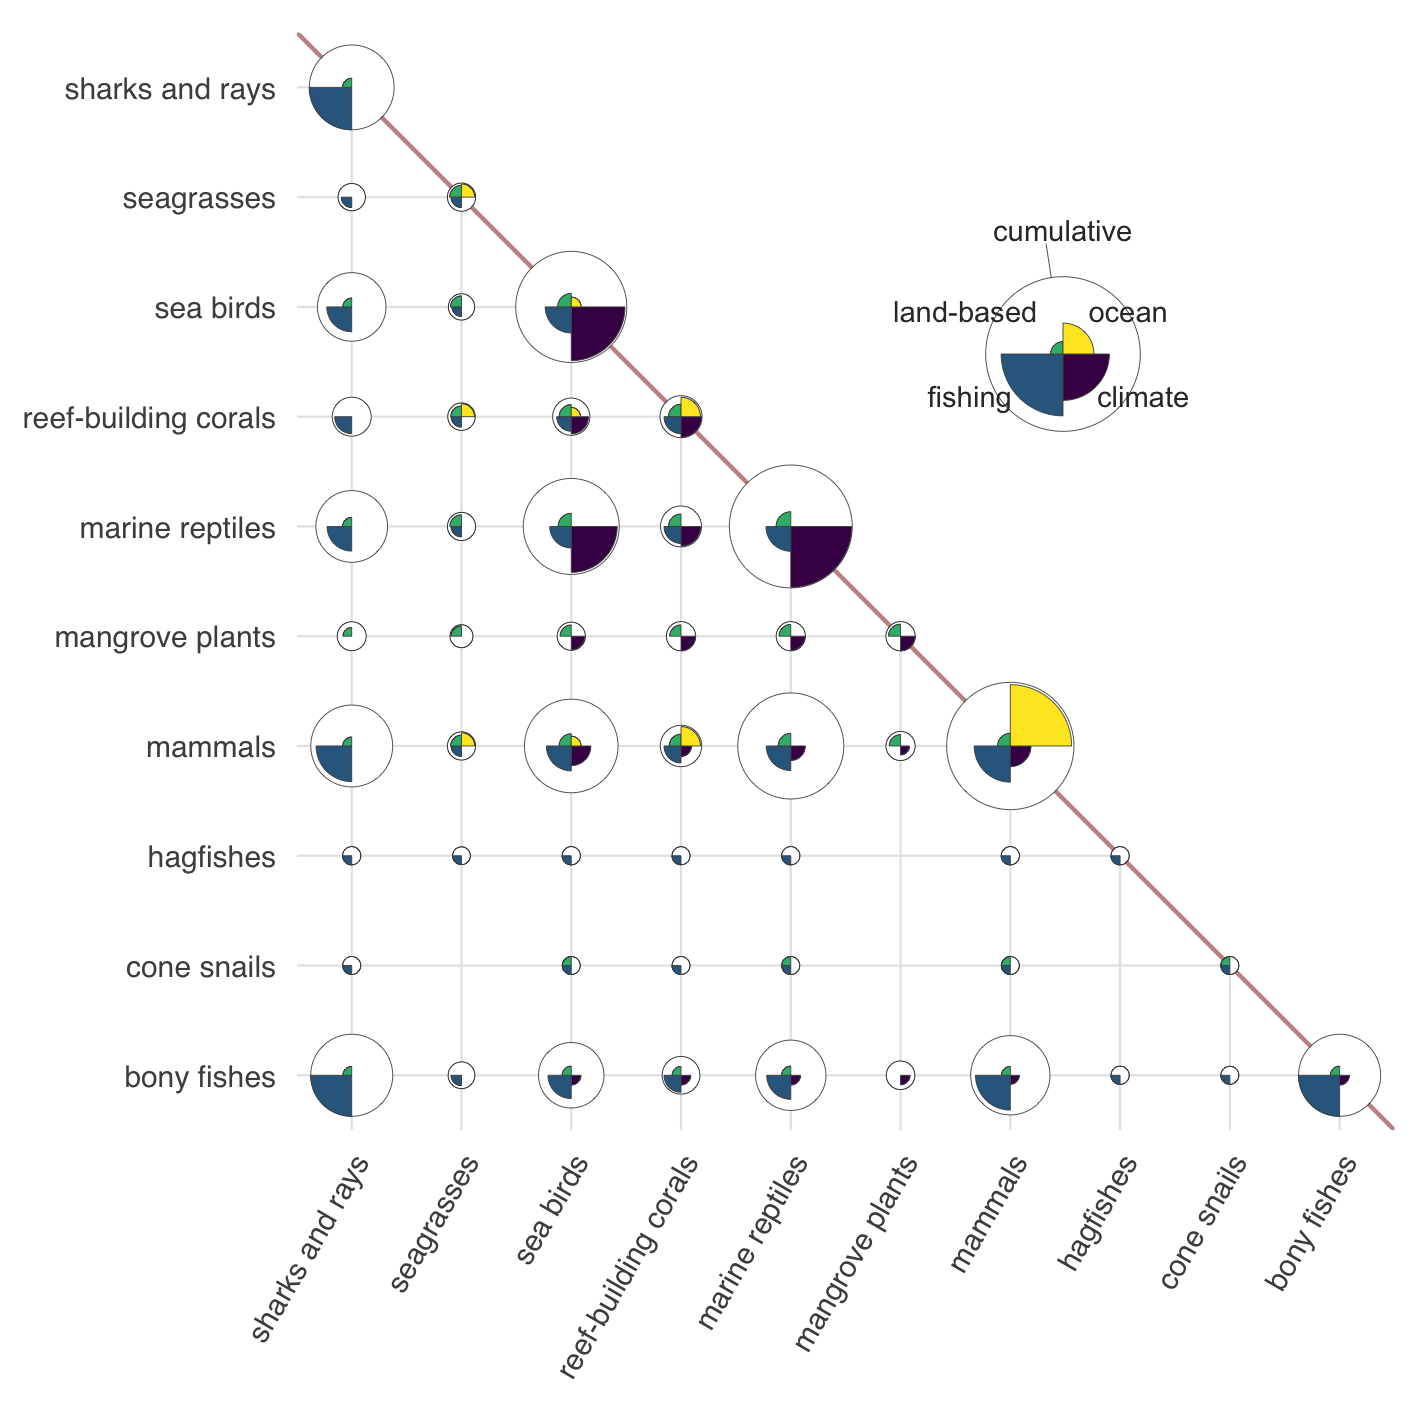 sharks and rays
seagrasses
sea birds
reef-building corals
marine reptiles
mangrove plants
mammals
hagfishes
cone snails
bony fishes
cumulative
land-based
ocean
fishing
climate
sharks and rays
seagrasses
sea birds
reef-building corals
marine reptiles
mangrove plants
mammals
hagfishes
cone snails
bony fishes